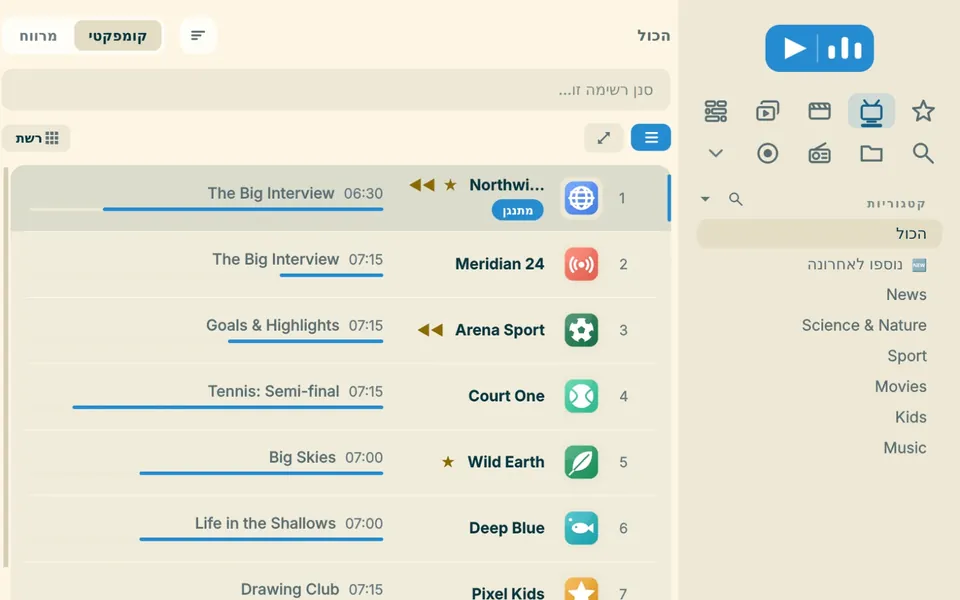 הכול
קומפקטי
מרווח
סנן רשימה זו...
רשת
1
Northwi...
מתנגן
06:30 The Big Interview
2
Meridian 24
07:15 The Big Interview
3
Arena Sport
07:15 Goals & Highlights
4
Court One
07:15 Tennis: Semi-final
5
Wild Earth
07:00 Big Skies
6
Deep Blue
07:00 Life in the Shallows
7
Pixel Kids
07:15 Drawing Club
קטגוריות
הכול
🆕 נוספו לאחרונה
News
Science & Nature
Sport
Movies
Kids
Music